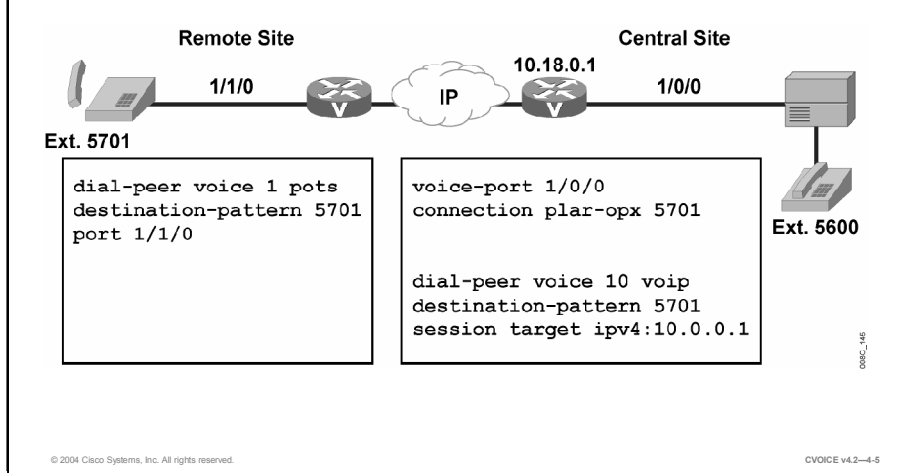 Remote Site
Central Site
10.18.0.1
1/1/0
IP
1/0/0
V
V
Ext. 5701
Ext. 5600
dial-peer voice 1 pots
destination-pattern 5701
port 1/1/0
voice-port 1/0/0
connection plar-opx 5701
dial-peer voice 10 voip
destination-pattern 5701
session target ipv4:10.0.0.1
008C_145
© 2004 Cisco Systems, Inc. All rights reserved.
CVOICE v4.2—4-5